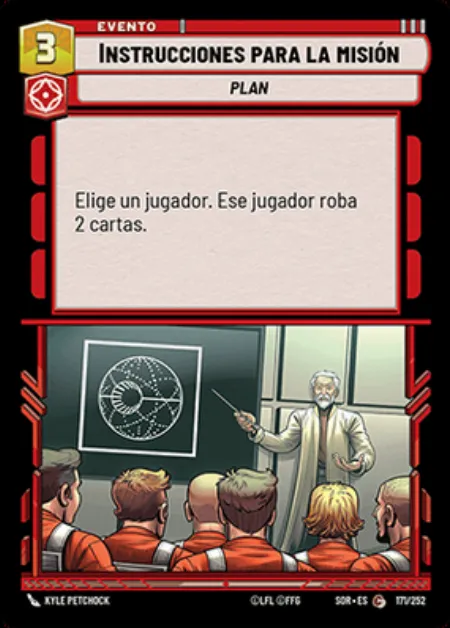 EVENTO
3
INSTRUCCIONES PARA LA MISIÓN
PLAN
Elige un jugador. Ese jugador roba
2 cartas.
KYLE PETCHOCK
©LFL ©FFG
SOR • ES C 171/252